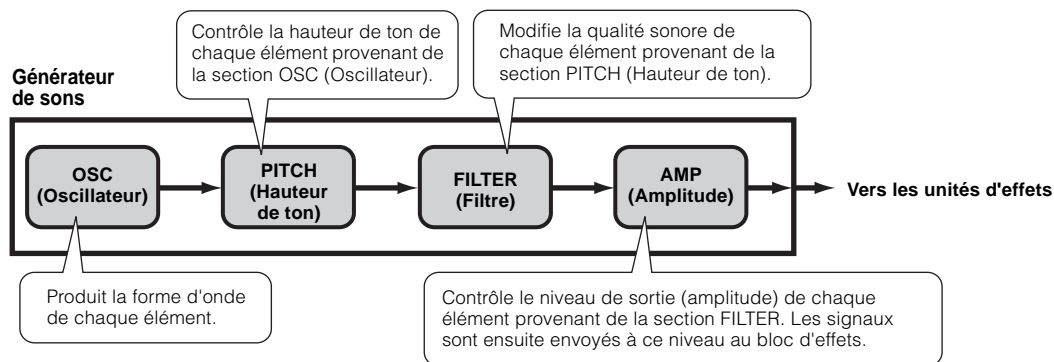 Contrôle la hauteur de ton de
chaque élément provenant de
la section OSC (Oscillateur).
Modifie la qualité sonore de
chaque élément provenant de la
section PITCH (Hauteur de ton).
Générateur
de sons
OSC
(Oscillateur)
PITCH
(Hauteur
de ton)
FILTER
(Filtre)
AMP
(Amplitude)
Vers les unités d'effets
Produit la forme d'onde
de chaque élément.
Contrôle le niveau de sortie (amplitude) de chaque
élément provenant de la section FILTER. Les signaux
sont ensuite envoyés à ce niveau au bloc d'effets.